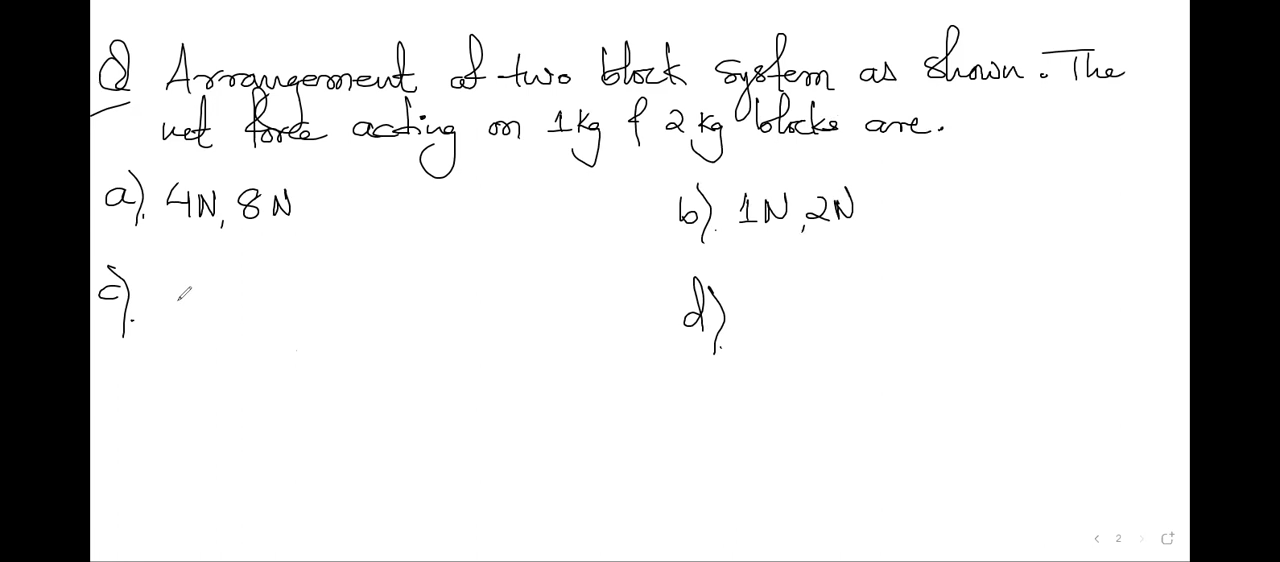 Q Arrangement of two block system as shown. The
net force acting on 1kg & 2kg blocks are.
a). 4N, 8N
b). 1N, 2N
c).
d).
2